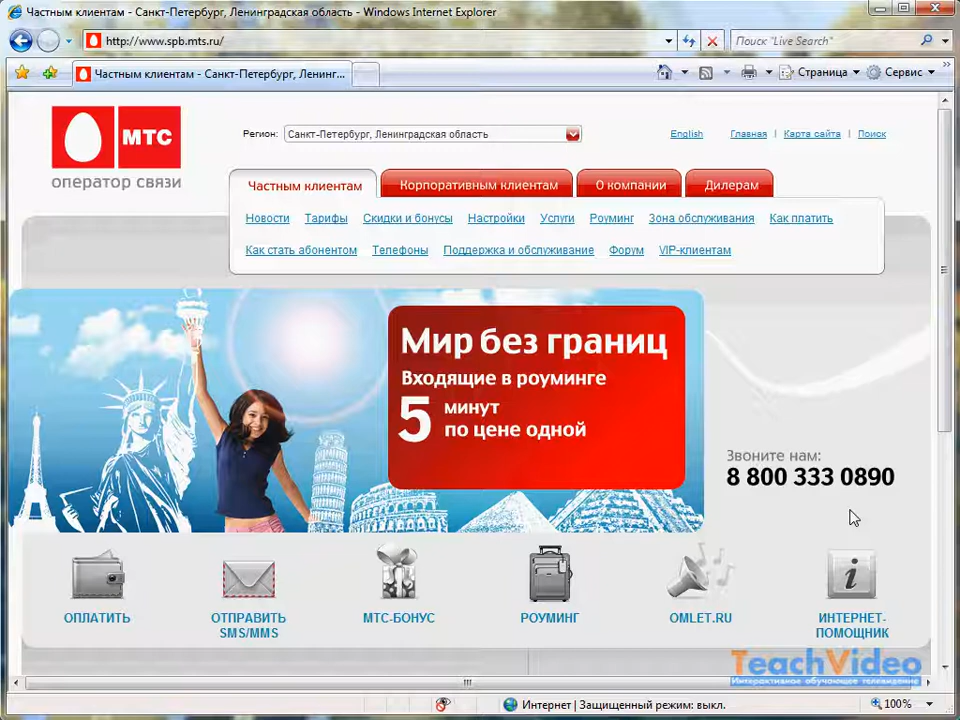 Частным клиентам - Санкт-Петербург, Ленинградская область - Windows Internet Explorer
http://www.spb.mts.ru/
Поиск "Live Search"
Частным клиентам - Санкт-Петербург, Ленинг...
Страница
Сервис
МТС
оператор связи
Регион:
Санкт-Петербург, Ленинградская область
English
Главная | Карта сайта | Поиск
Частным клиентам
Корпоративным клиентам
О компании
Дилерам
Новости Тарифы Скидки и бонусы Настройки Услуги Роуминг Зона обслуживания Как платить
Как стать абонентом Телефоны Поддержка и обслуживание Форум VIP-клиентам
Мир без границ
Входящие в роуминге
5 минут
по цене одной
Звоните нам:
8 800 333 0890
ОПЛАТИТЬ
ОТПРАВИТЬ
SMS/MMS
МТС-БОНУС
РОУМИНГ
OMLET.RU
ИНТЕРНЕТ-
ПОМОЩНИК
TeachVideo
Интерактивное обучающее телевидение
Интернет | Защищенный режим: выкл.
100%